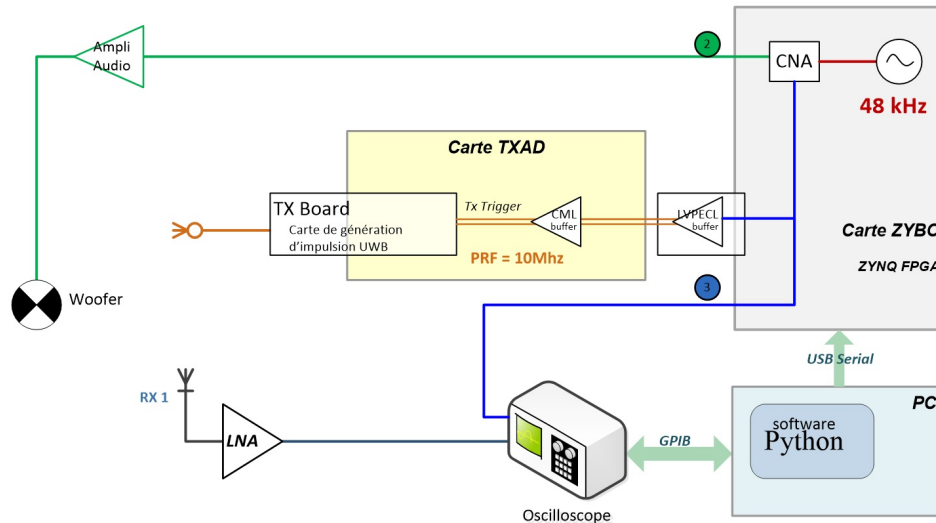 Ampli
Audio
2
CNA
48 kHz
Carte TXAD
TX Board
Carte de génération
d'impulsion UWB
Tx Trigger
CML
buffer
LVPECL
buffer
PRF = 10Mhz
Carte ZYBO
ZYNQ FPGA
3
Woofer
USB Serial
RX 1
LNA
GPIB
PC
software
Python
Oscilloscope